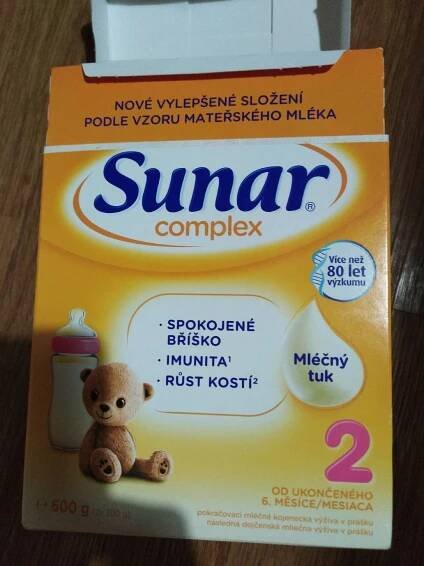 NOVÉ VYLEPŠENÉ SLOŽENÍ
PODLE VZORU MATEŘSKÉHO MLÉKA
Sunar®
complex
Více než
80 let
výzkumu
· SPOKOJENÉ
BŘÍŠKO
· IMUNITA¹
· RŮST KOSTÍ²
Mléčný
tuk
2
OD UKONČENÉHO
6. MĚSÍCE/MESIACA
600 g
pokračovací mléčná kojenecká výživa v prášku
následná dojčenská mliečna výživa v prášku